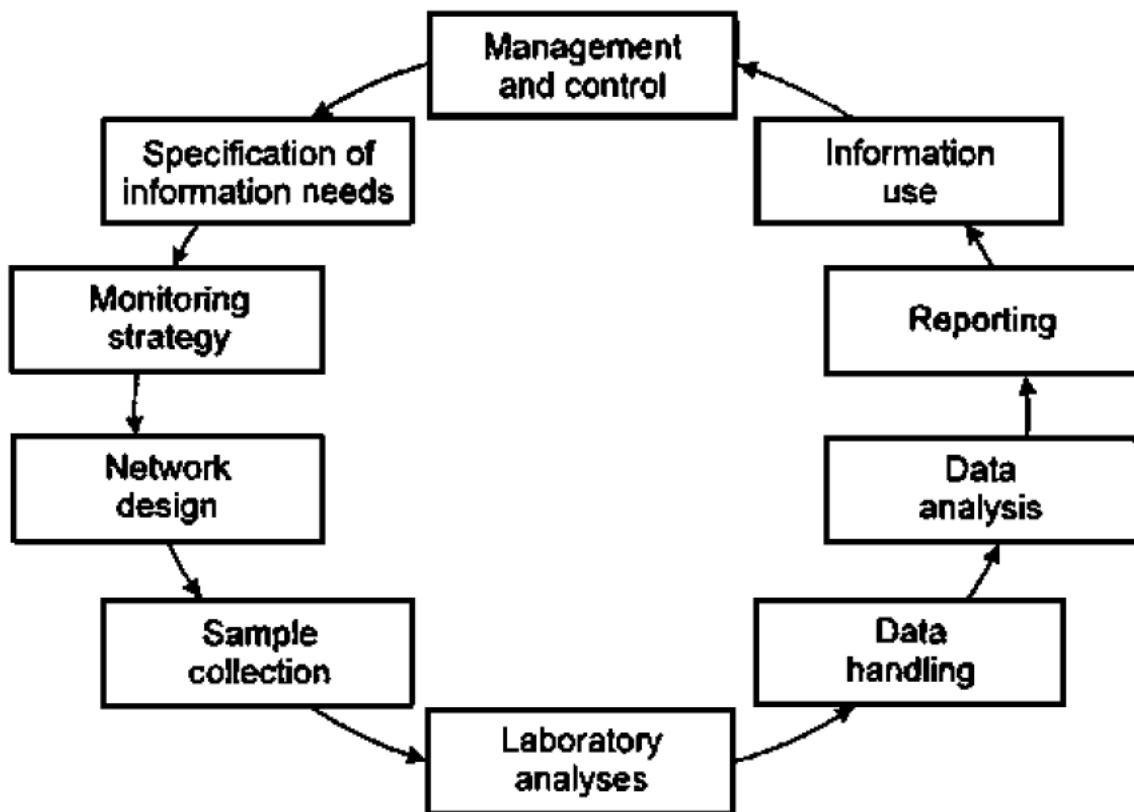 Management
and control
Specification of
information needs
Monitoring
strategy
Network
design
Sample
collection
Laboratory
analyses
Data
handling
Data
analysis
Reporting
Information
use